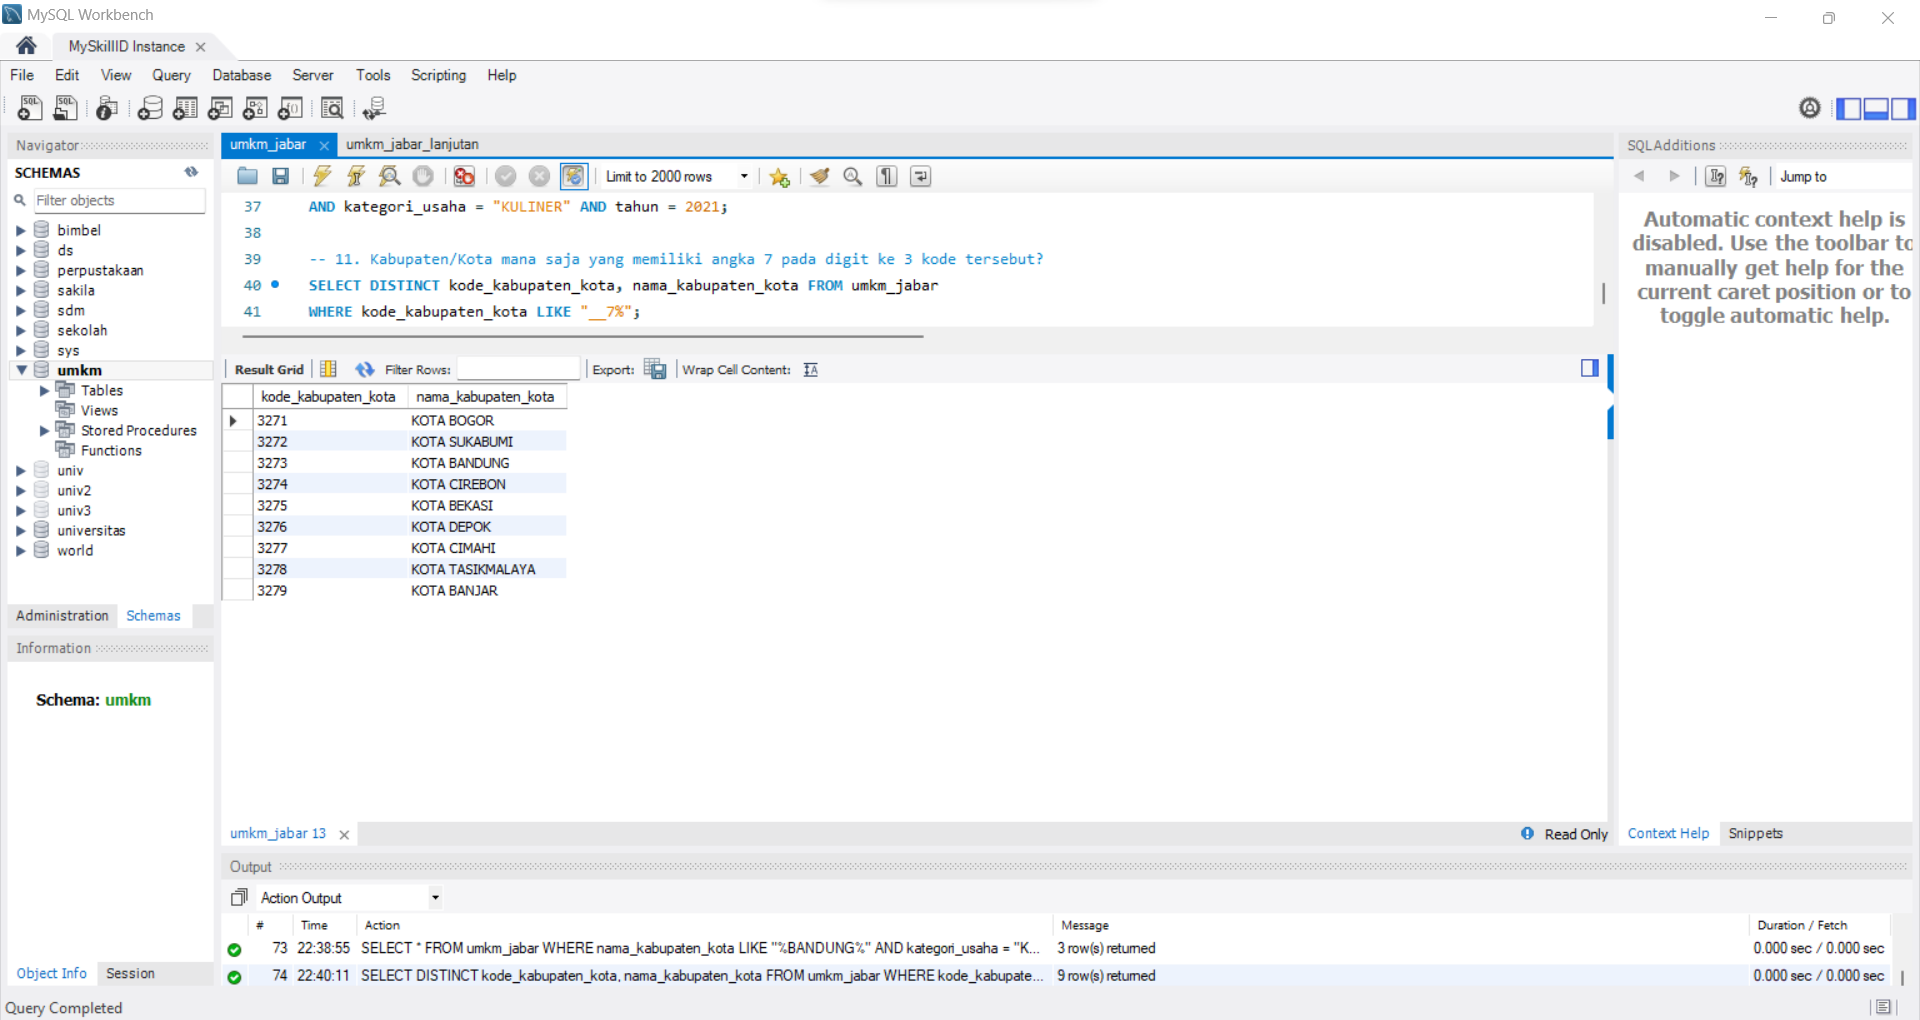 MySQL Workbench
MySkillID Instance
File Edit View Query Database Server Tools Scripting Help
Navigator
SCHEMAS
Filter objects
bimbel
ds
perpustakaan
sakila
sdm
sekolah
sys
umkm
Tables
Views
Stored Procedures
Functions
univ
univ2
univ3
universitas
world
Administration Schemas
Information
Schema: umkm
Object Info Session
umkm_jabar umkm_jabar_lanjutan
Limit to 2000 rows
37 AND kategori_usaha = "KULINER" AND tahun = 2021;
38
39 -- 11. Kabupaten/Kota mana saja yang memiliki angka 7 pada digit ke 3 kode tersebut?
40 SELECT DISTINCT kode_kabupaten_kota, nama_kabupaten_kota FROM umkm_jabar
41 WHERE kode_kabupaten_kota LIKE "__7%";
Result Grid Filter Rows: Export: Wrap Cell Content:
kode_kabupaten_kota nama_kabupaten_kota
3271 KOTA BOGOR
3272 KOTA SUKABUMI
3273 KOTA BANDUNG
3274 KOTA CIREBON
3275 KOTA BEKASI
3276 KOTA DEPOK
3277 KOTA CIMAHI
3278 KOTA TASIKMALAYA
3279 KOTA BANJAR
umkm_jabar 13 Read Only
SQLAdditions
Jump to
Automatic context help is
disabled. Use the toolbar to
manually get help for the
current caret position or to
toggle automatic help.
Context Help Snippets
Output
Action Output
# Time Action Message Duration / Fetch
73 22:38:55 SELECT * FROM umkm_jabar WHERE nama_kabupaten_kota LIKE "%BANDUNG%" AND kategori_usaha = "K... 3 row(s) returned 0.000 sec / 0.000 sec
74 22:40:11 SELECT DISTINCT kode_kabupaten_kota, nama_kabupaten_kota FROM umkm_jabar WHERE kode_kabupate... 9 row(s) returned 0.000 sec / 0.000 sec
Query Completed